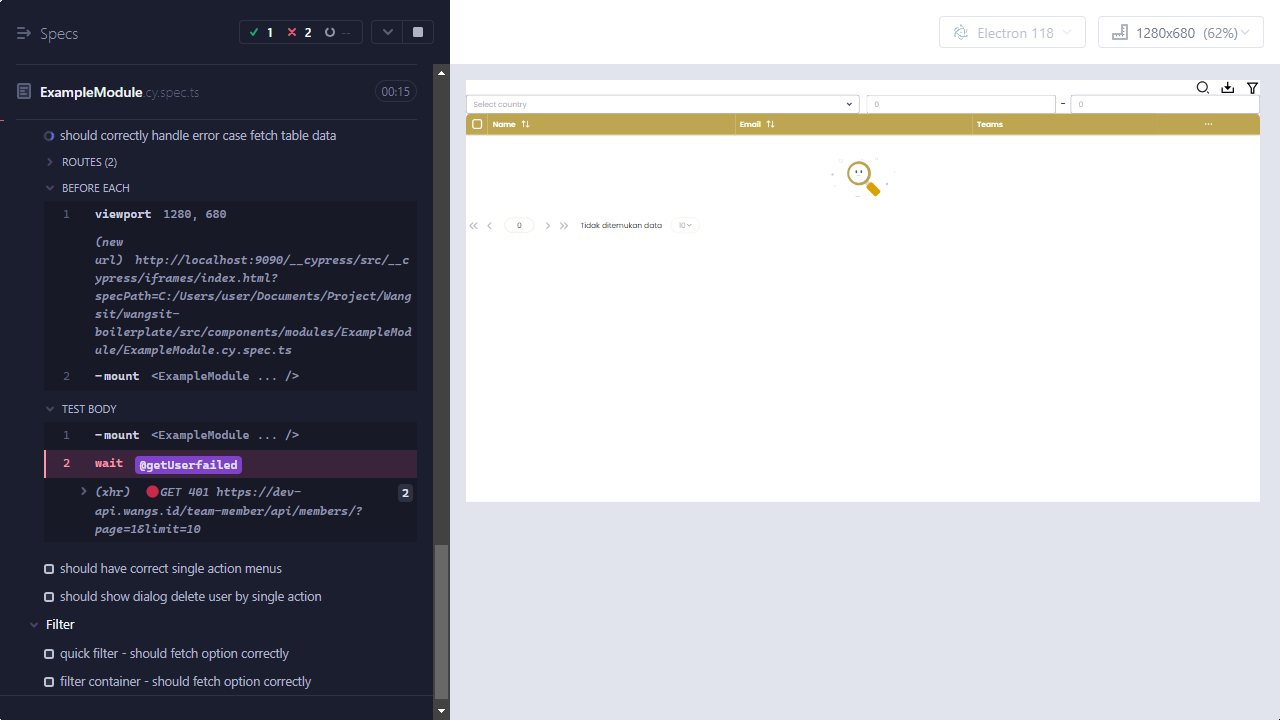 Specs
1 2 --
Electron 118
1280x680 (62%)
ExampleModule.cy.spec.ts
00:15
should correctly handle error case fetch table data
ROUTES (2)
BEFORE EACH
1 viewport 1280, 680
(new
url) http://localhost:9090/__cypress/src/__c
ypress/iframes/index.html?
specPath=C:/Users/user/Documents/Project/Wang
sit/wangsit-
boilerplate/src/components/modules/ExampleMod
ule/ExampleModule.cy.spec.ts
2 -mount <ExampleModule ... />
TEST BODY
1 -mount <ExampleModule ... />
2 wait @getUserfailed
(xhr) GET 401 https://dev-
api.wangs.id/team-member/api/members/?
page=1&limit=10
2
should have correct single action menus
should show dialog delete user by single action
Filter
quick filter - should fetch option correctly
filter container - should fetch option correctly
Select country
0 - 0
Name Email Teams ...
0 Tidak ditemukan data 10